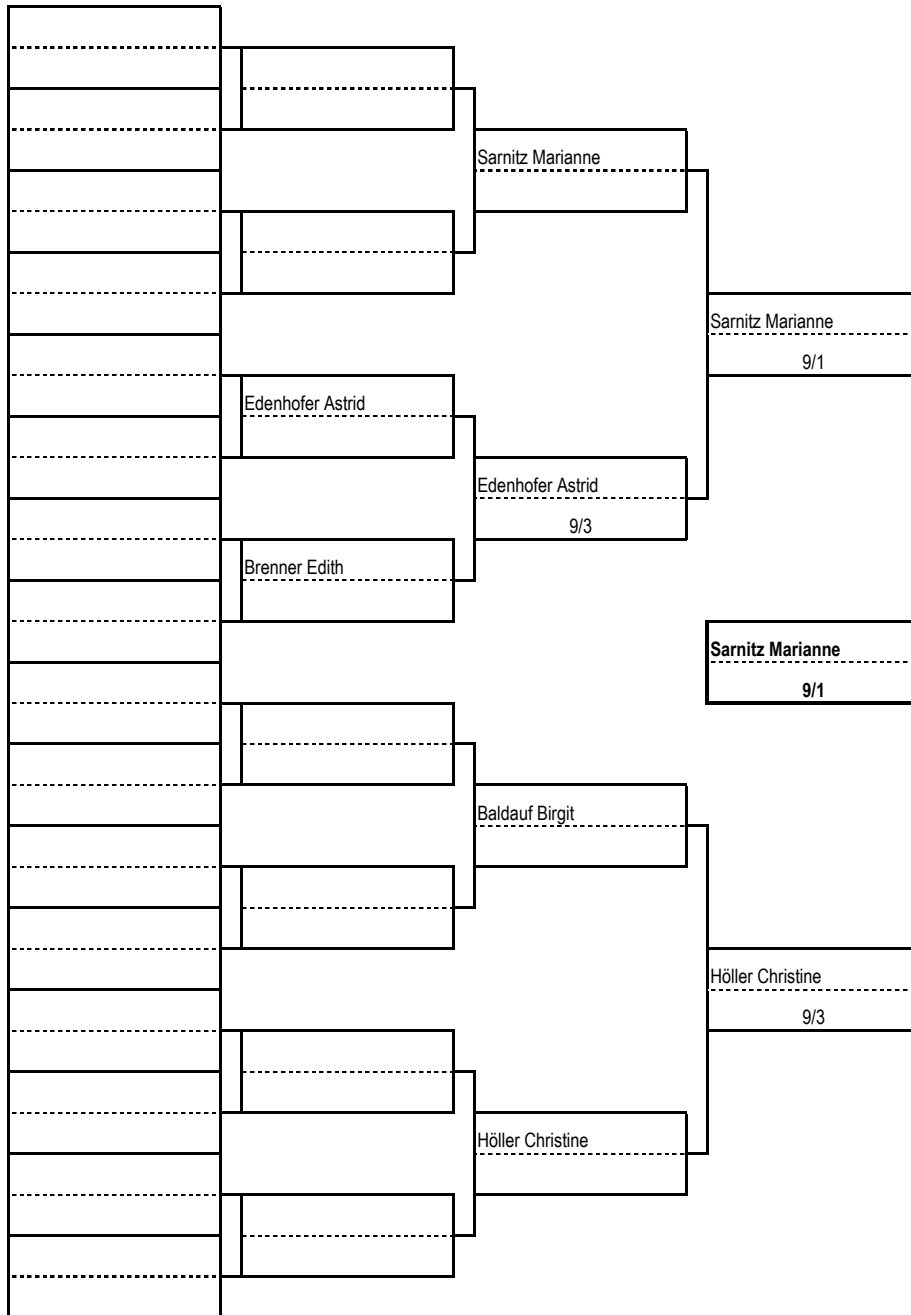 Sarnitz Marianne
Sarnitz Marianne
9/1
Edenhofer Astrid
Edenhofer Astrid
9/3
Brenner Edith
Sarnitz Marianne
9/1
Baldauf Birgit
Höller Christine
9/3
Höller Christine